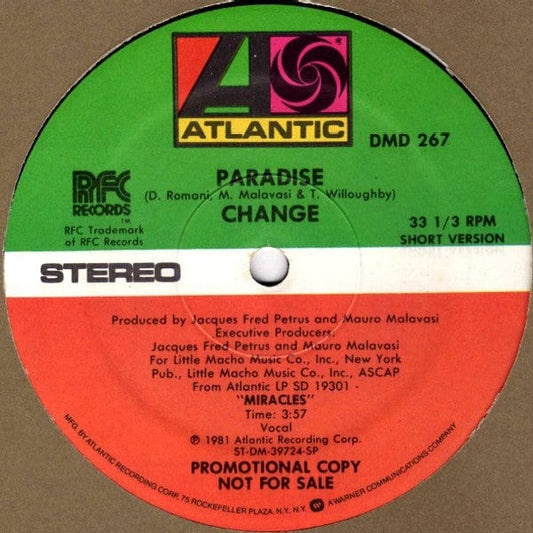 ATLANTIC
®
DMD 267
PARADISE
(D. Romani, M. Malavasi & T. Willoughby)
CHANGE
RFC
RECORDS
TM
RFC Trademark
of RFC Records
33 1/3 RPM
SHORT VERSION
STEREO
Produced by Jacques Fred Petrus and Mauro Malavasi
Executive Producers:
Jacques Fred Petrus and Mauro Malavasi
For Little Macho Music Co., Inc., New York
Pub., Little Macho Music Co., Inc., ASCAP
From Atlantic LP SD 19301 -
"MIRACLES"
Time: 3:57
Vocal
℗ 1981 Atlantic Recording Corp.
ST-DM-39724-SP
PROMOTIONAL COPY
NOT FOR SALE
MFG. BY ATLANTIC RECORDING CORP. 75 ROCKEFELLER PLAZA, N.Y. N.Y. A WARNER COMMUNICATIONS COMPANY